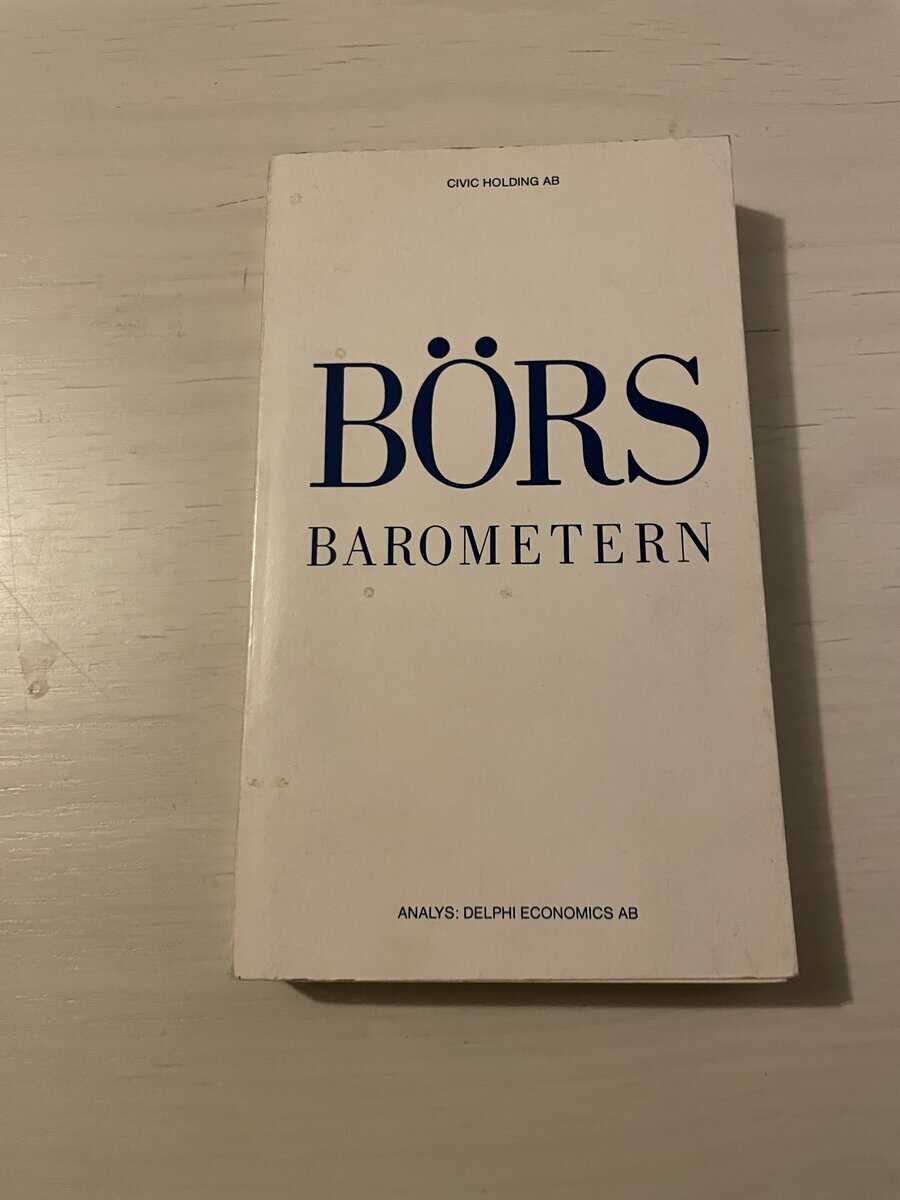 CIVIC HOLDING AB
BÖRS
BAROMETERN
ANALYS: DELPHI ECONOMICS AB